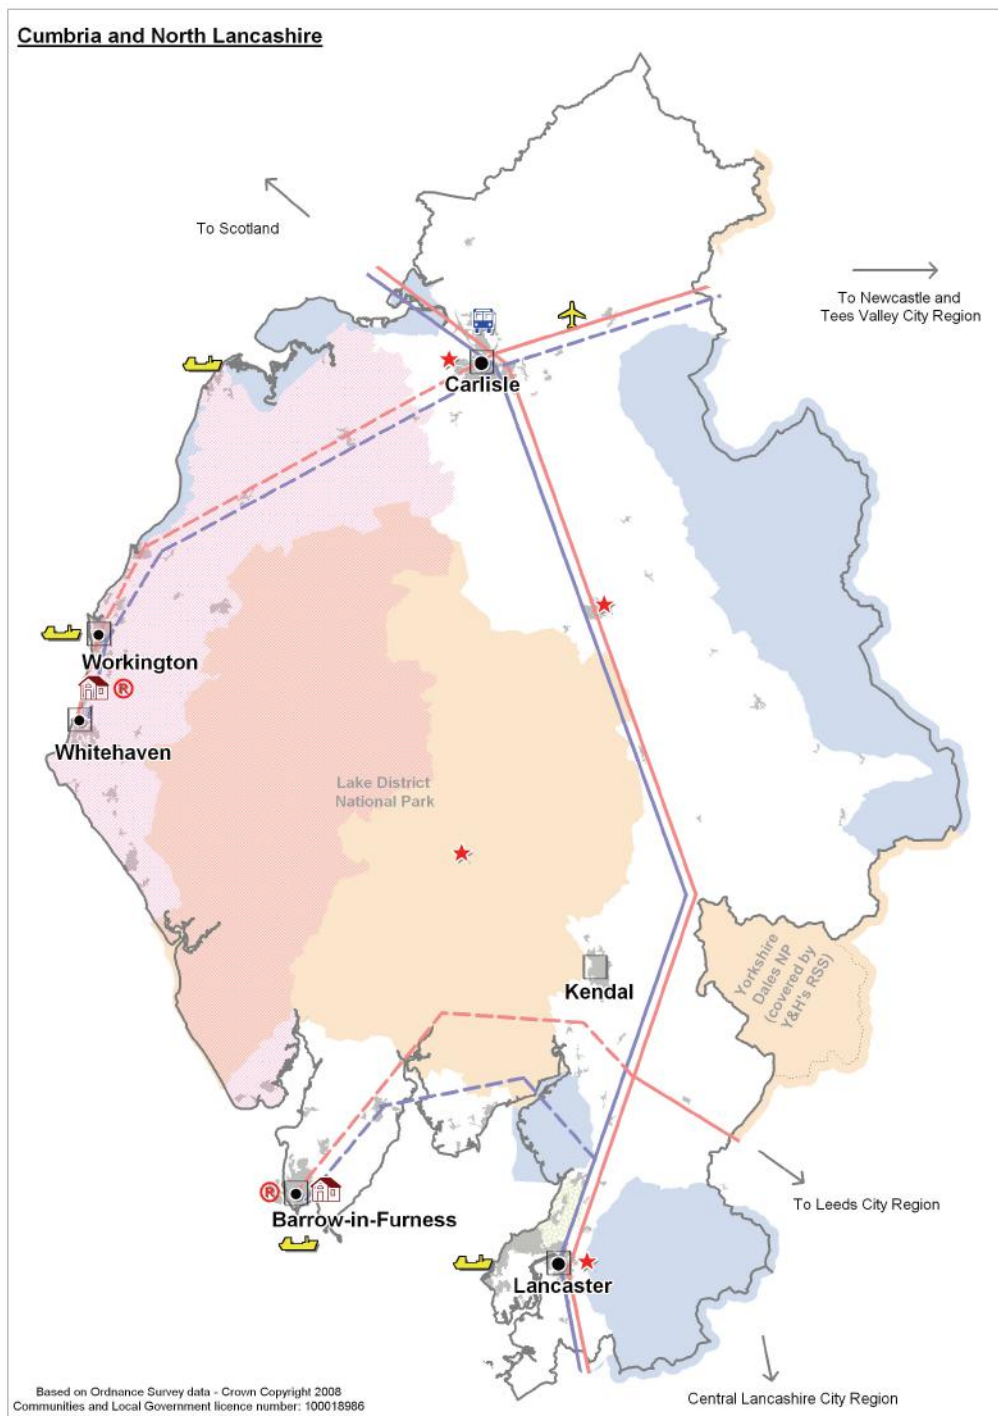 Cumbria and North Lancashire
To Scotland
To Newcastle and
Tees Valley City Region
Carlisle
Workington
®
Whitehaven
Lake District
National Park
Yorkshire
Dales NP
(covered by
Y&H's RSS)
Kendal
®
Barrow-in-Furness
To Leeds City Region
Lancaster
Central Lancashire City Region
Based on Ordnance Survey data - Crown Copyright 2008
Communities and Local Government licence number: 100018986